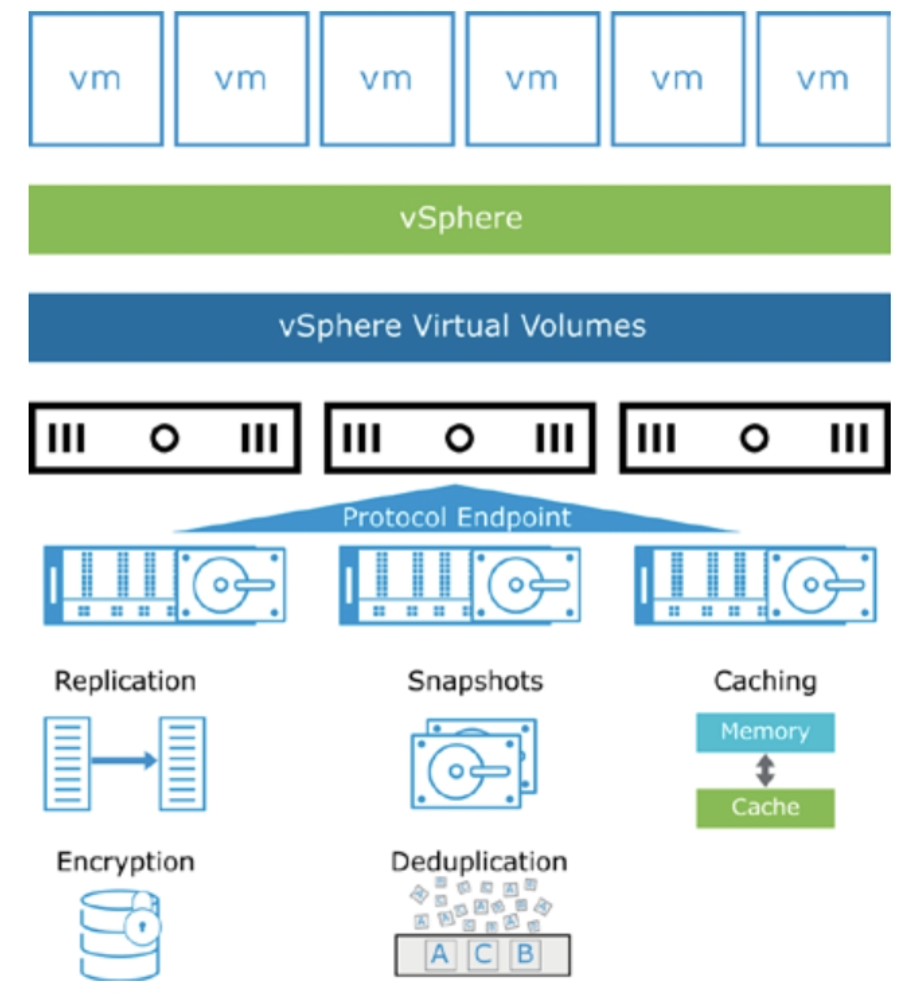 vm vm vm vm vm vm
vSphere
vSphere Virtual Volumes
Protocol Endpoint
Replication Snapshots Caching
Memory
Cache
Encryption Deduplication
A C B